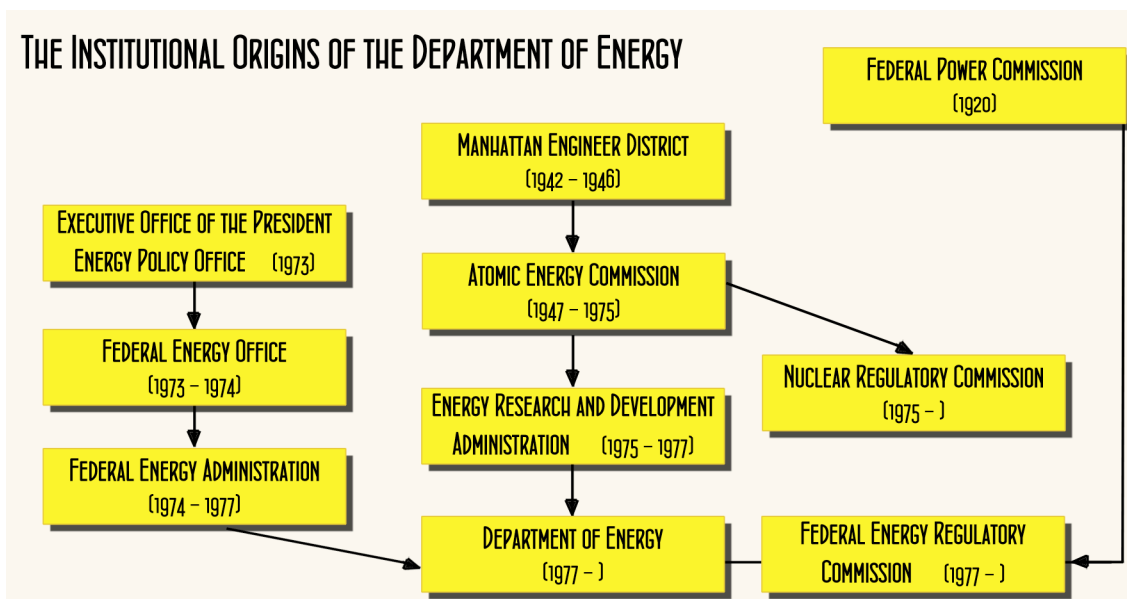 The Institutional Origins of the Department of Energy
Federal Power Commission
(1920)
Manhattan Engineer District
(1942 – 1946)
Executive Office of the President
Energy Policy Office (1973)
Atomic Energy Commission
(1947 – 1975)
Federal Energy Office
(1973 – 1974)
Nuclear Regulatory Commission
(1975 – )
Energy Research and Development
Administration (1975 – 1977)
Federal Energy Administration
(1974 – 1977)
Department of Energy
(1977 – )
Federal Energy Regulatory
Commission (1977 – )